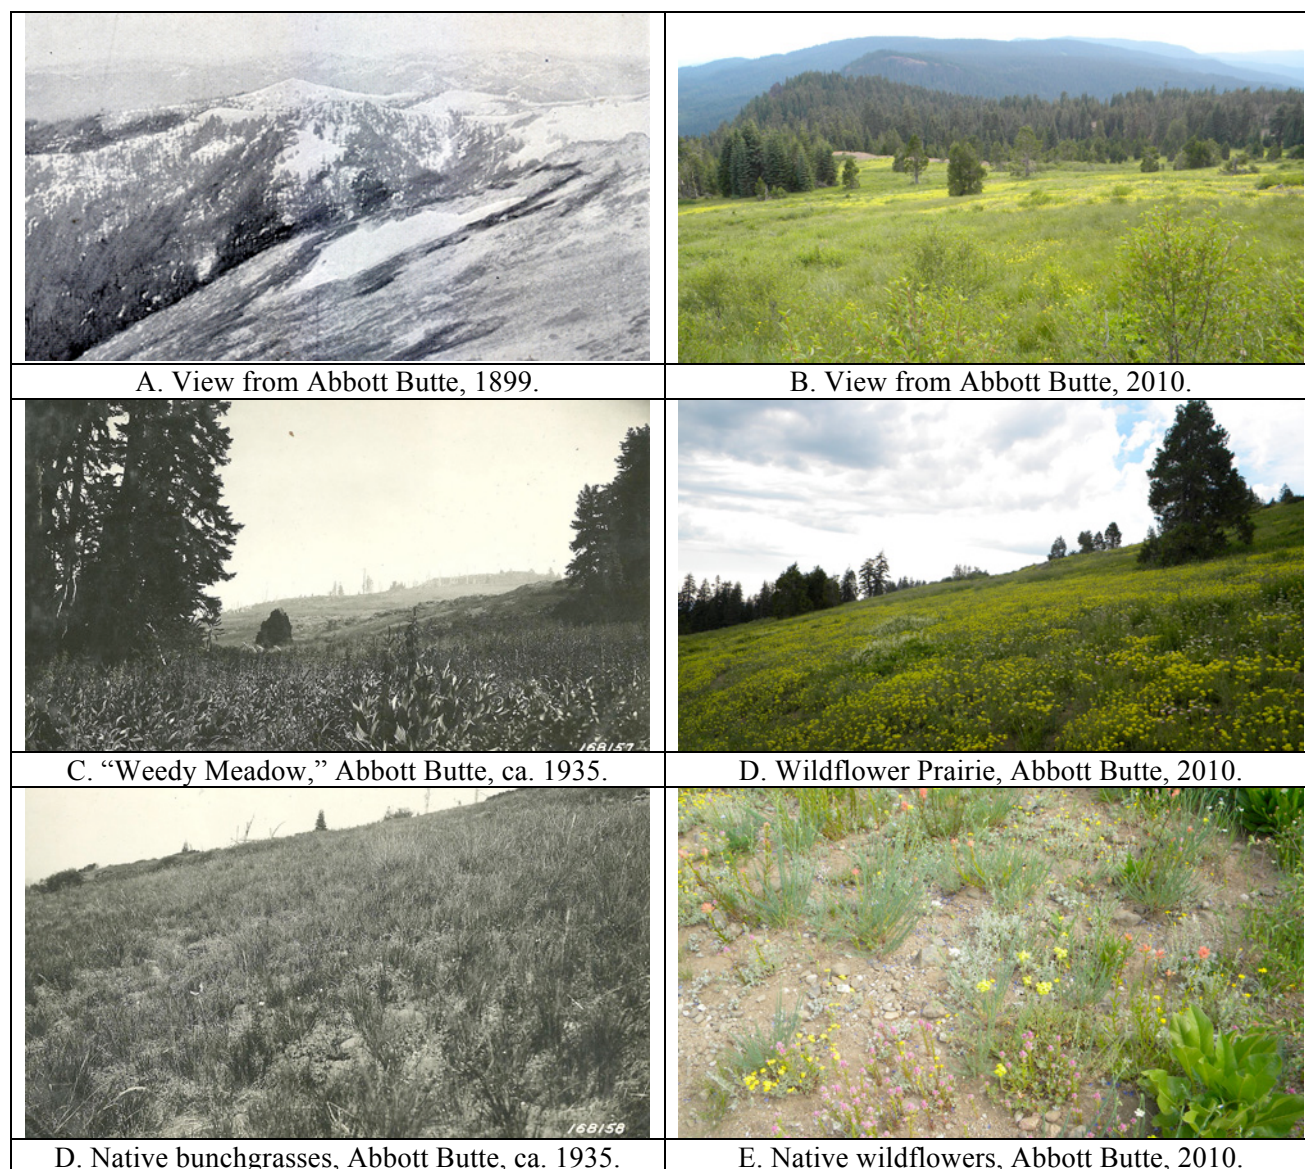 A. View from Abbott Butte, 1899.
B. View from Abbott Butte, 2010.
168157
C. “Weedy Meadow,” Abbott Butte, ca. 1935.
D. Wildflower Prairie, Abbott Butte, 2010.
168158
D. Native bunchgrasses, Abbott Butte, ca. 1935.
E. Native wildflowers, Abbott Butte, 2010.